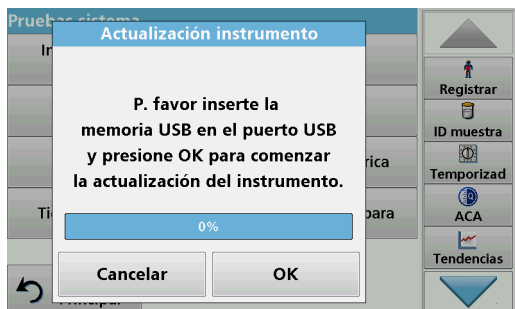 Pruebas sistema
Actualización instrumento
P. favor inserte la
memoria USB en el puerto USB
y presione OK para comenzar
la actualización del instrumento.
0%
Cancelar
OK
Principal
Registrar
ID muestra
Temporizad
ACA
Tendencias